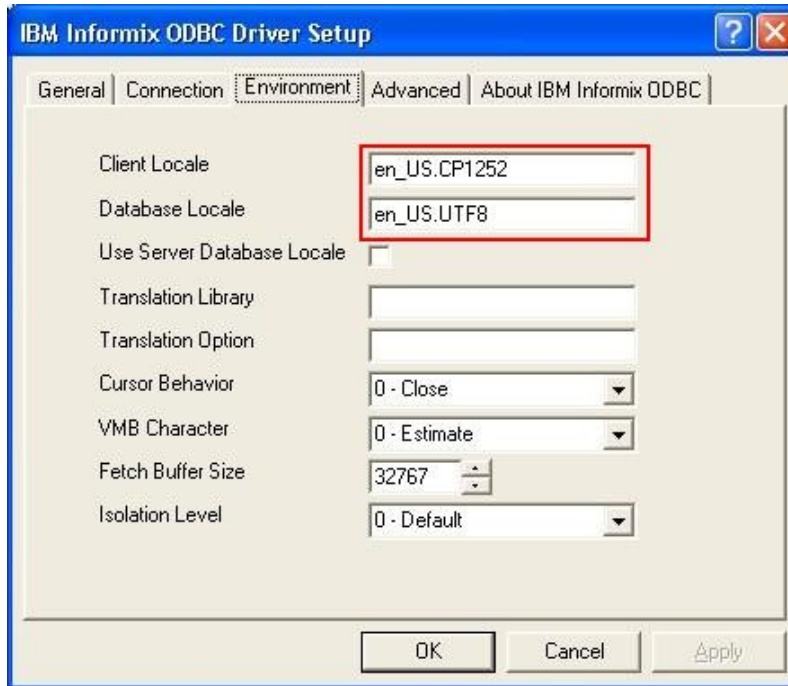 IBM Informix ODBC Driver Setup
General Connection Environment Advanced About IBM Informix ODBC
Client Locale en_US.CP1252
Database Locale en_US.UTF8
Use Server Database Locale
Translation Library
Translation Option
Cursor Behavior 0 - Close
VMB Character 0 - Estimate
Fetch Buffer Size 32767
Isolation Level 0 - Default
OK Cancel Apply